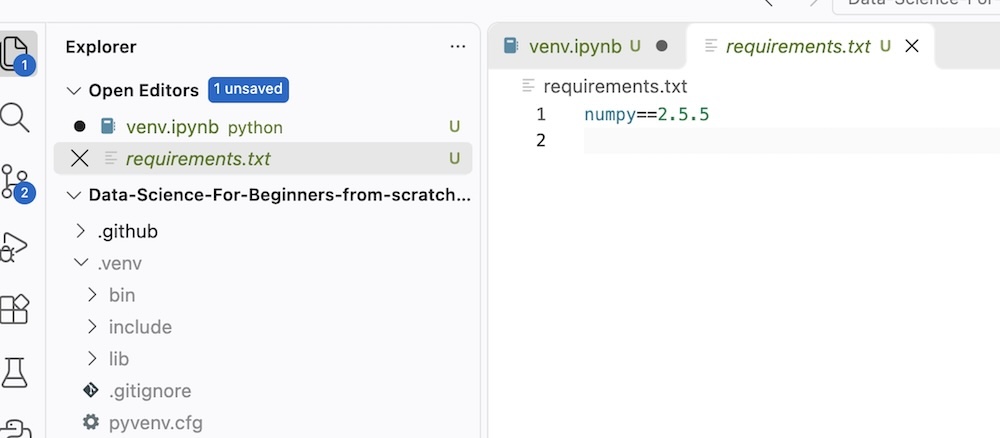 Data-Science-For-
Explorer
...
1
Open Editors 1 unsaved
venv.ipynb python U
requirements.txt U
2
Data-Science-For-Beginners-from-scratch...
.github
.venv
bin
include
lib
.gitignore
pyvenv.cfg
venv.ipynb U
requirements.txt U
requirements.txt
1 numpy==2.5.5
2